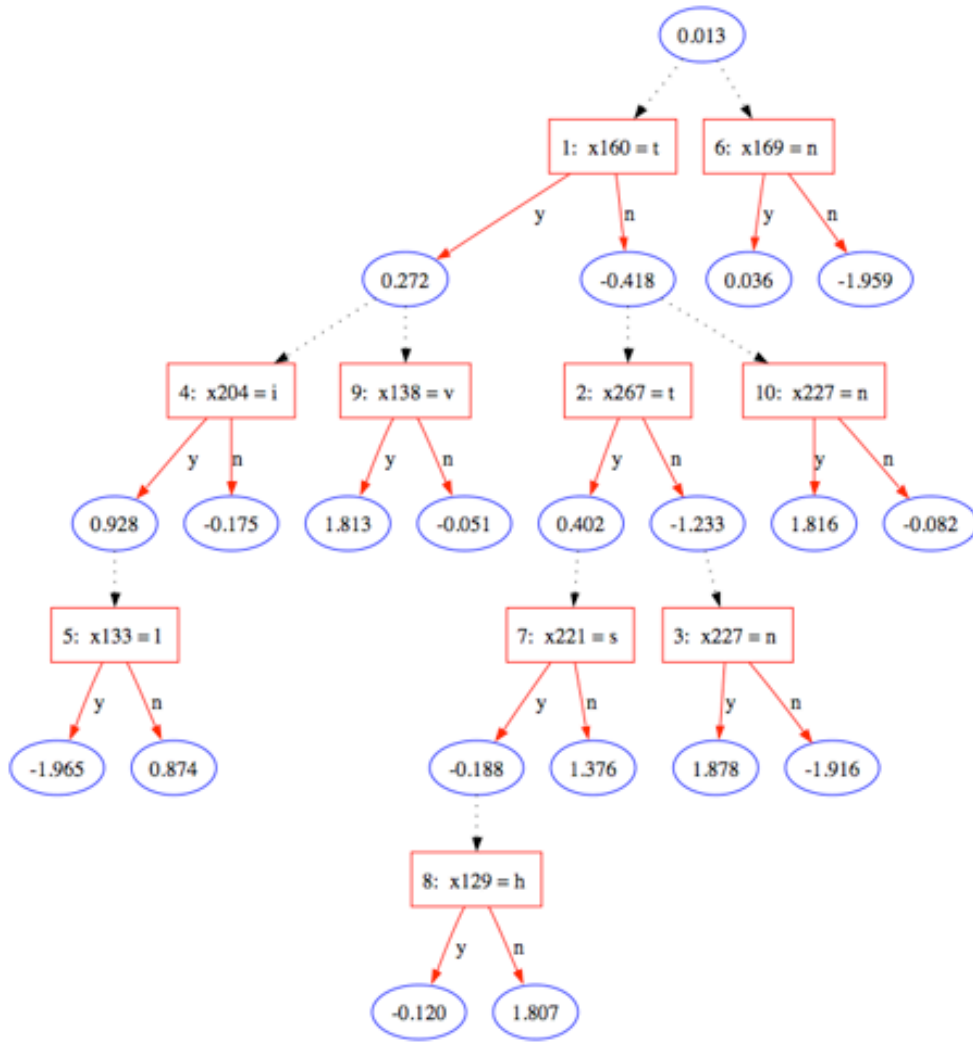 0.013
1: x160 = t
6: x169 = n
y
n
y
n
0.272
-0.418
0.036
-1.959
4: x204 = i
9: x138 = v
2: x267 = t
10: x227 = n
y
n
y
n
y
n
y
n
0.928
-0.175
1.813
-0.051
0.402
-1.233
1.816
-0.082
5: x133 = l
7: x221 = s
3: x227 = n
y
n
y
n
y
n
-1.965
0.874
-0.188
1.376
1.878
-1.916
8: x129 = h
y
n
-0.120
1.807